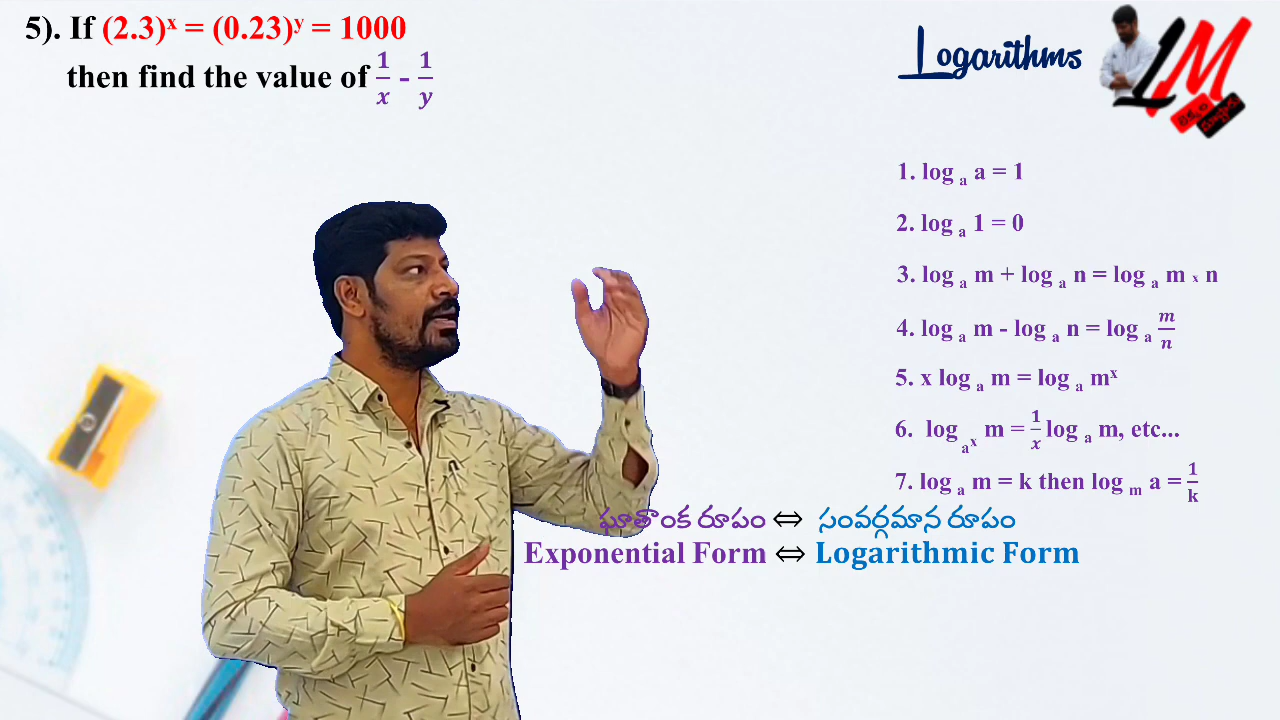 5). If (2.3)ˣ = (0.23)ʸ = 1000
then find the value of 1/x - 1/y
Logarithms
LM
1. log ₐ a = 1
2. log ₐ 1 = 0
3. log ₐ m + log ₐ n = log ₐ m ₓ n
4. log ₐ m - log ₐ n = log ₐ m/n
5. x log ₐ m = log ₐ mˣ
6. log ₐˣ m = 1/x log ₐ m, etc...
7. log ₐ m = k then log ₘ a = 1/k
ఘాతాంక రూపం ⇔ సంవర్గమాన రూపం
Exponential Form ⇔ Logarithmic Form